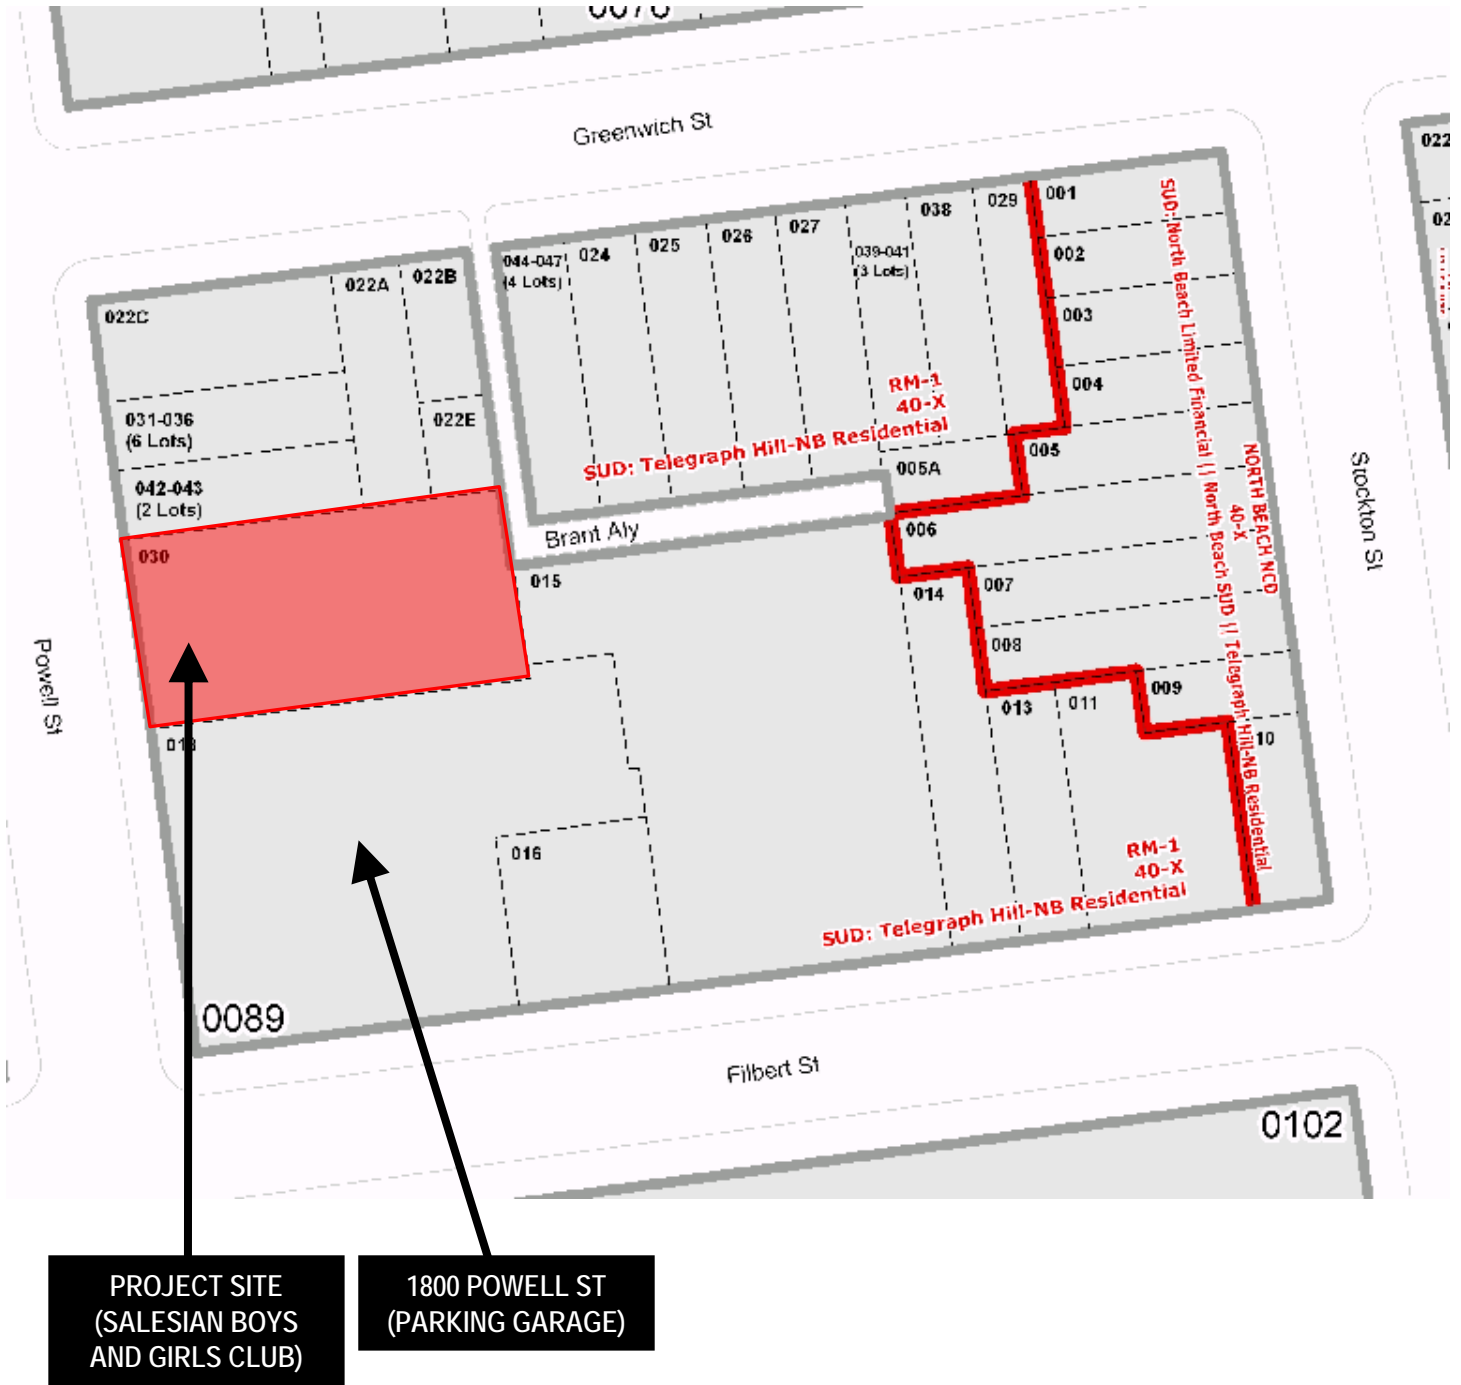 Greenwich St
022
001
029
038
027
026
025
024
044-047
(4 Lots)
039-041
(3 Lots)
002
022B
022A
022C
003
004
RM-1
40-X
SUD: Telegraph Hill-NB Residential
031-036
(6 Lots)
022E
005
005A
042-043
(2 Lots)
006
Brant Aly
030
015
014
007
008
SUD: North Beach Limited Financial || North Beach SUD || Telegraph Hill-NB Residential
NORTH BEACH NCD
40-X
Stockton St
Powell St
009
013
011
10
016
RM-1
40-X
SUD: Telegraph Hill-NB Residential
0089
Filbert St
0102
PROJECT SITE
(SALESIAN BOYS
AND GIRLS CLUB)
1800 POWELL ST
(PARKING GARAGE)